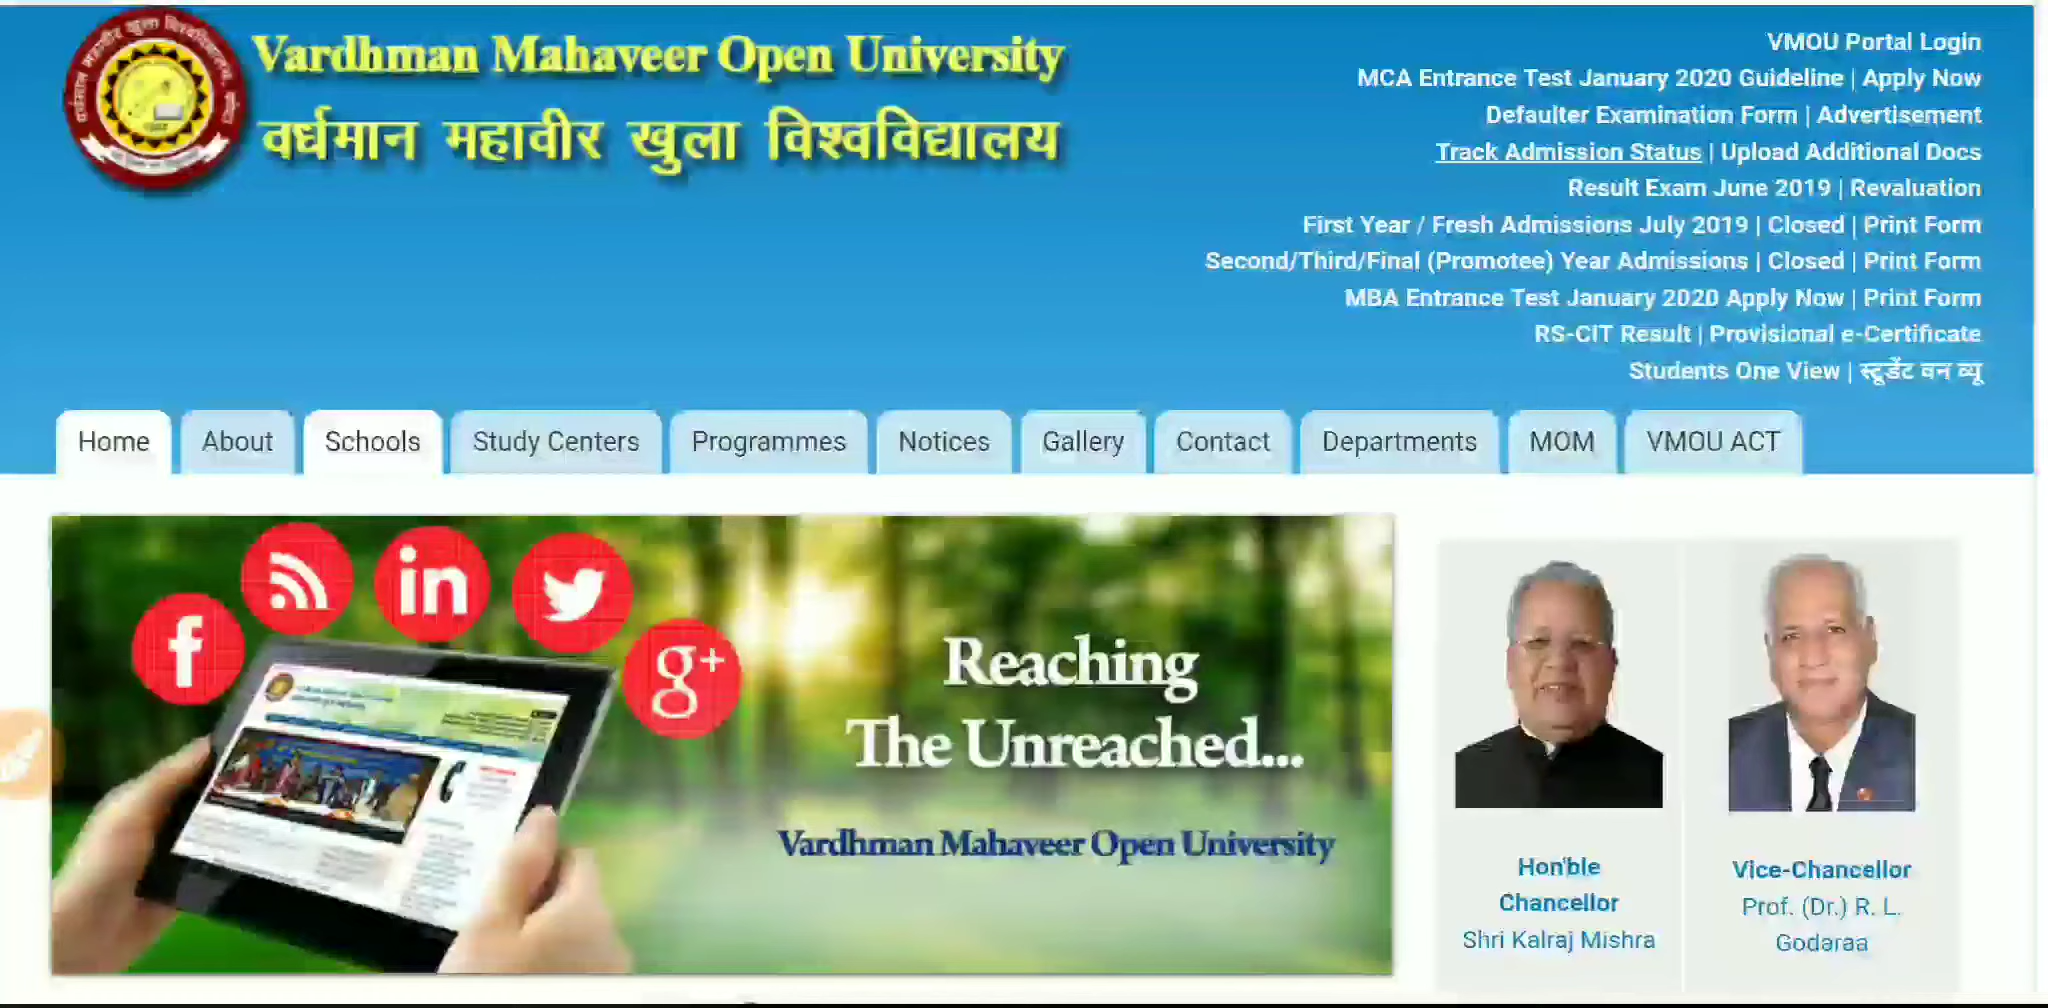 Vardhman Mahaveer Open University
वर्धमान महावीर खुला विश्वविद्यालय
VMOU Portal Login
MCA Entrance Test January 2020 Guideline | Apply Now
Defaulter Examination Form | Advertisement
Track Admission Status | Upload Additional Docs
Result Exam June 2019 | Revaluation
First Year / Fresh Admissions July 2019 | Closed | Print Form
Second/Third/Final (Promotee) Year Admissions | Closed | Print Form
MBA Entrance Test January 2020 Apply Now | Print Form
RS-CIT Result | Provisional e-Certificate
Students One View | स्टूडेंट वन व्यू
Home About Schools Study Centers Programmes Notices Gallery Contact Departments MOM VMOU ACT
f in g+
Reaching
The Unreached...
Vardhman Mahaveer Open University
Hon'ble
Chancellor
Shri Kalraj Mishra
Vice-Chancellor
Prof. (Dr.) R. L.
Godaraa